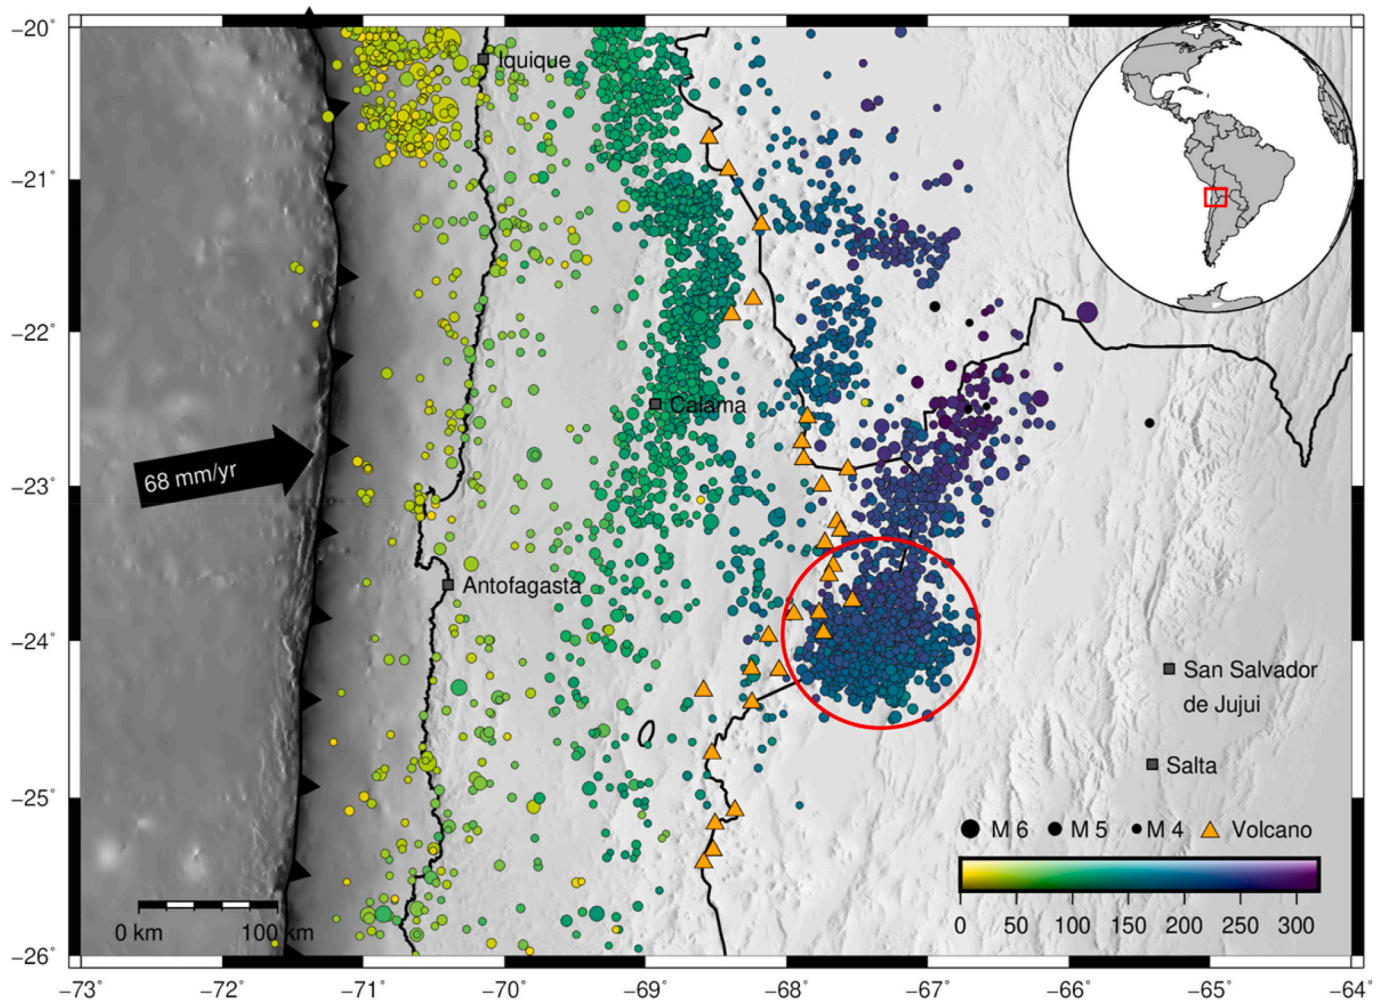 −20˚
−21˚
−22˚
−23˚
−24˚
−25˚
−26˚
Iquique
Calama
68 mm/yr
Antofagasta
San Salvador
de Jujui
Salta
M 6 M 5 M 4 Volcano
0 50 100 150 200 250 300
0 km 100 km
−73˚ −72˚ −71˚ −70˚ −69˚ −68˚ −67˚ −66˚ −65˚ −64˚